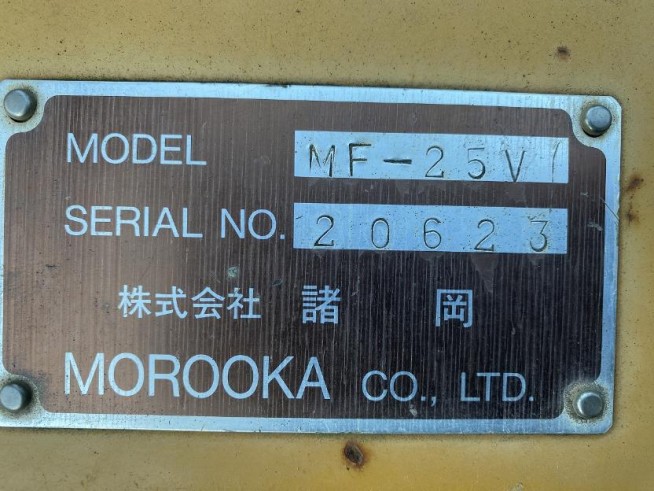 MODEL MF-25V
SERIAL NO. 20623
株式会社 諸岡
MOROOKA CO., LTD.